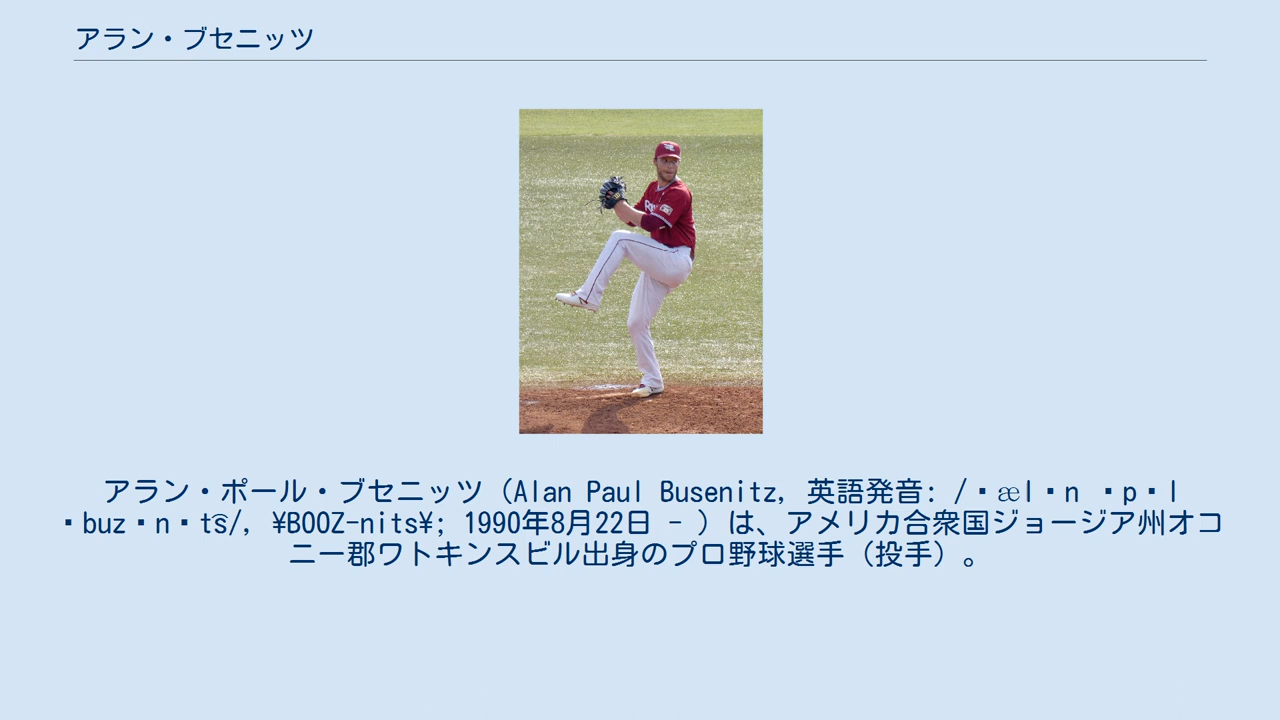 アラン・ブセニッツ
アラン・ポール・ブセニッツ（Alan Paul Busenitz, 英語発音: /･æl･n ･p･l
･buz･n･t͡s/, ¥BOOZ-nits¥; 1990年8月22日 - ）は、アメリカ合衆国ジョージア州オコ
ニー郡ワトキンスビル出身のプロ野球選手（投手）。